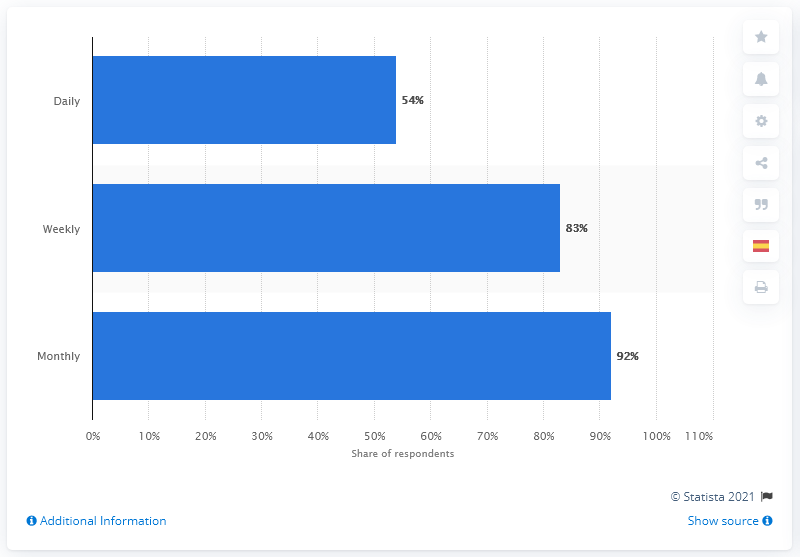 Daily
54%
Weekly
83%
Monthly
92%
0% 10% 20% 30% 40% 50% 60% 70% 80% 90% 100% 110%
Share of respondents
© Statista 2021
Additional Information
Show source